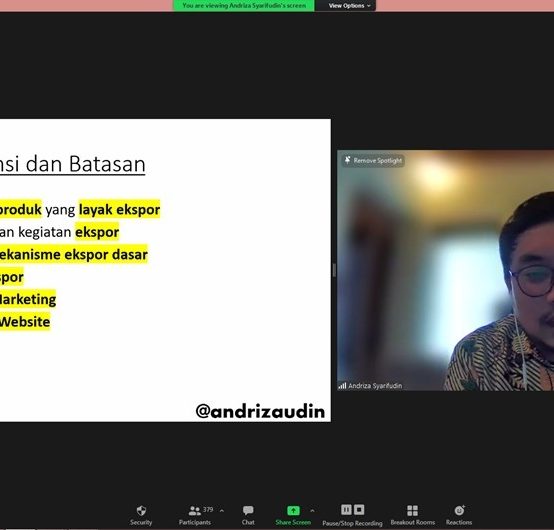 You are viewing Andriza Syarifudin's screen
View Options
nsi dan Batasan
produk yang layak ekspor
an kegiatan ekspor
ekanisme ekspor dasar
spor
Marketing
Website
@andrizaudin
Remove Spotlight
Andriza Syarifudin
Security
379
Participants
Chat
Share Screen
Pause/Stop Recording
Breakout Rooms
Reactions